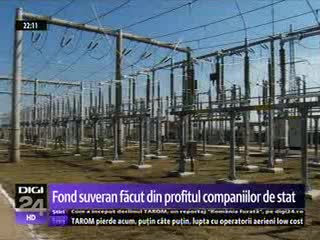 22:11
Fond suveran făcut din profitul companiilor de stat
DIGI
24
HD
Știri
Cum a început declinul TAROM, un reportaj "România furată", pe digi24.ro
TAROM pierde acum, puțin câte puțin, lupta cu operatorii aerieni low cost